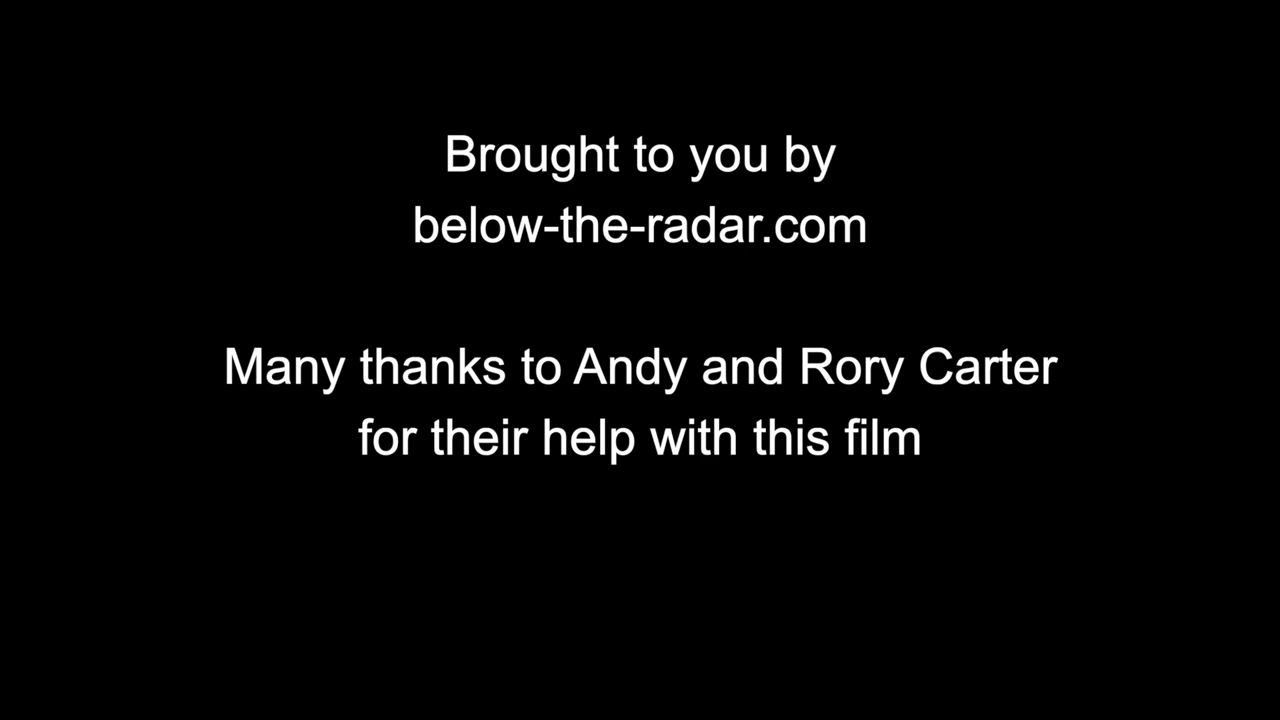 Brought to you by
below-the-radar.com
Many thanks to Andy and Rory Carter
for their help with this film